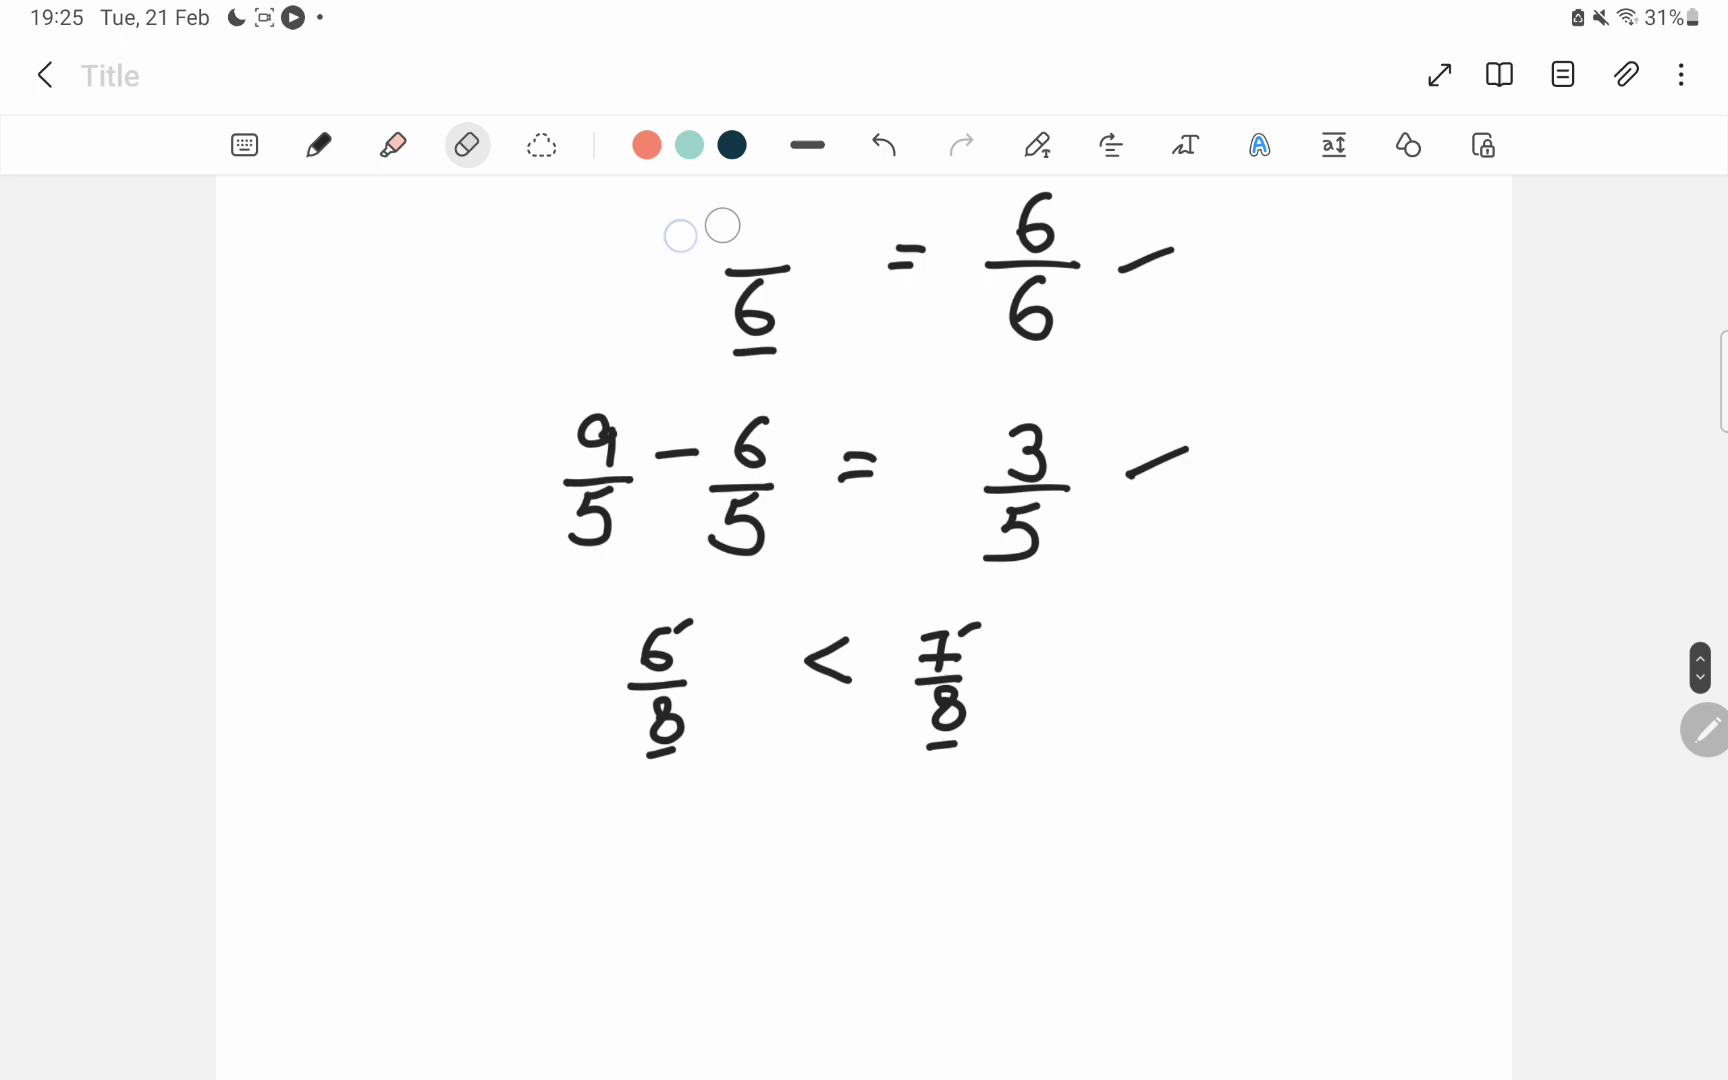 19:25 Tue, 21 Feb 31%
Title
/6 = 6/6 –
9/5 – 6/5 = 3/5 –
6/8 < 7/8